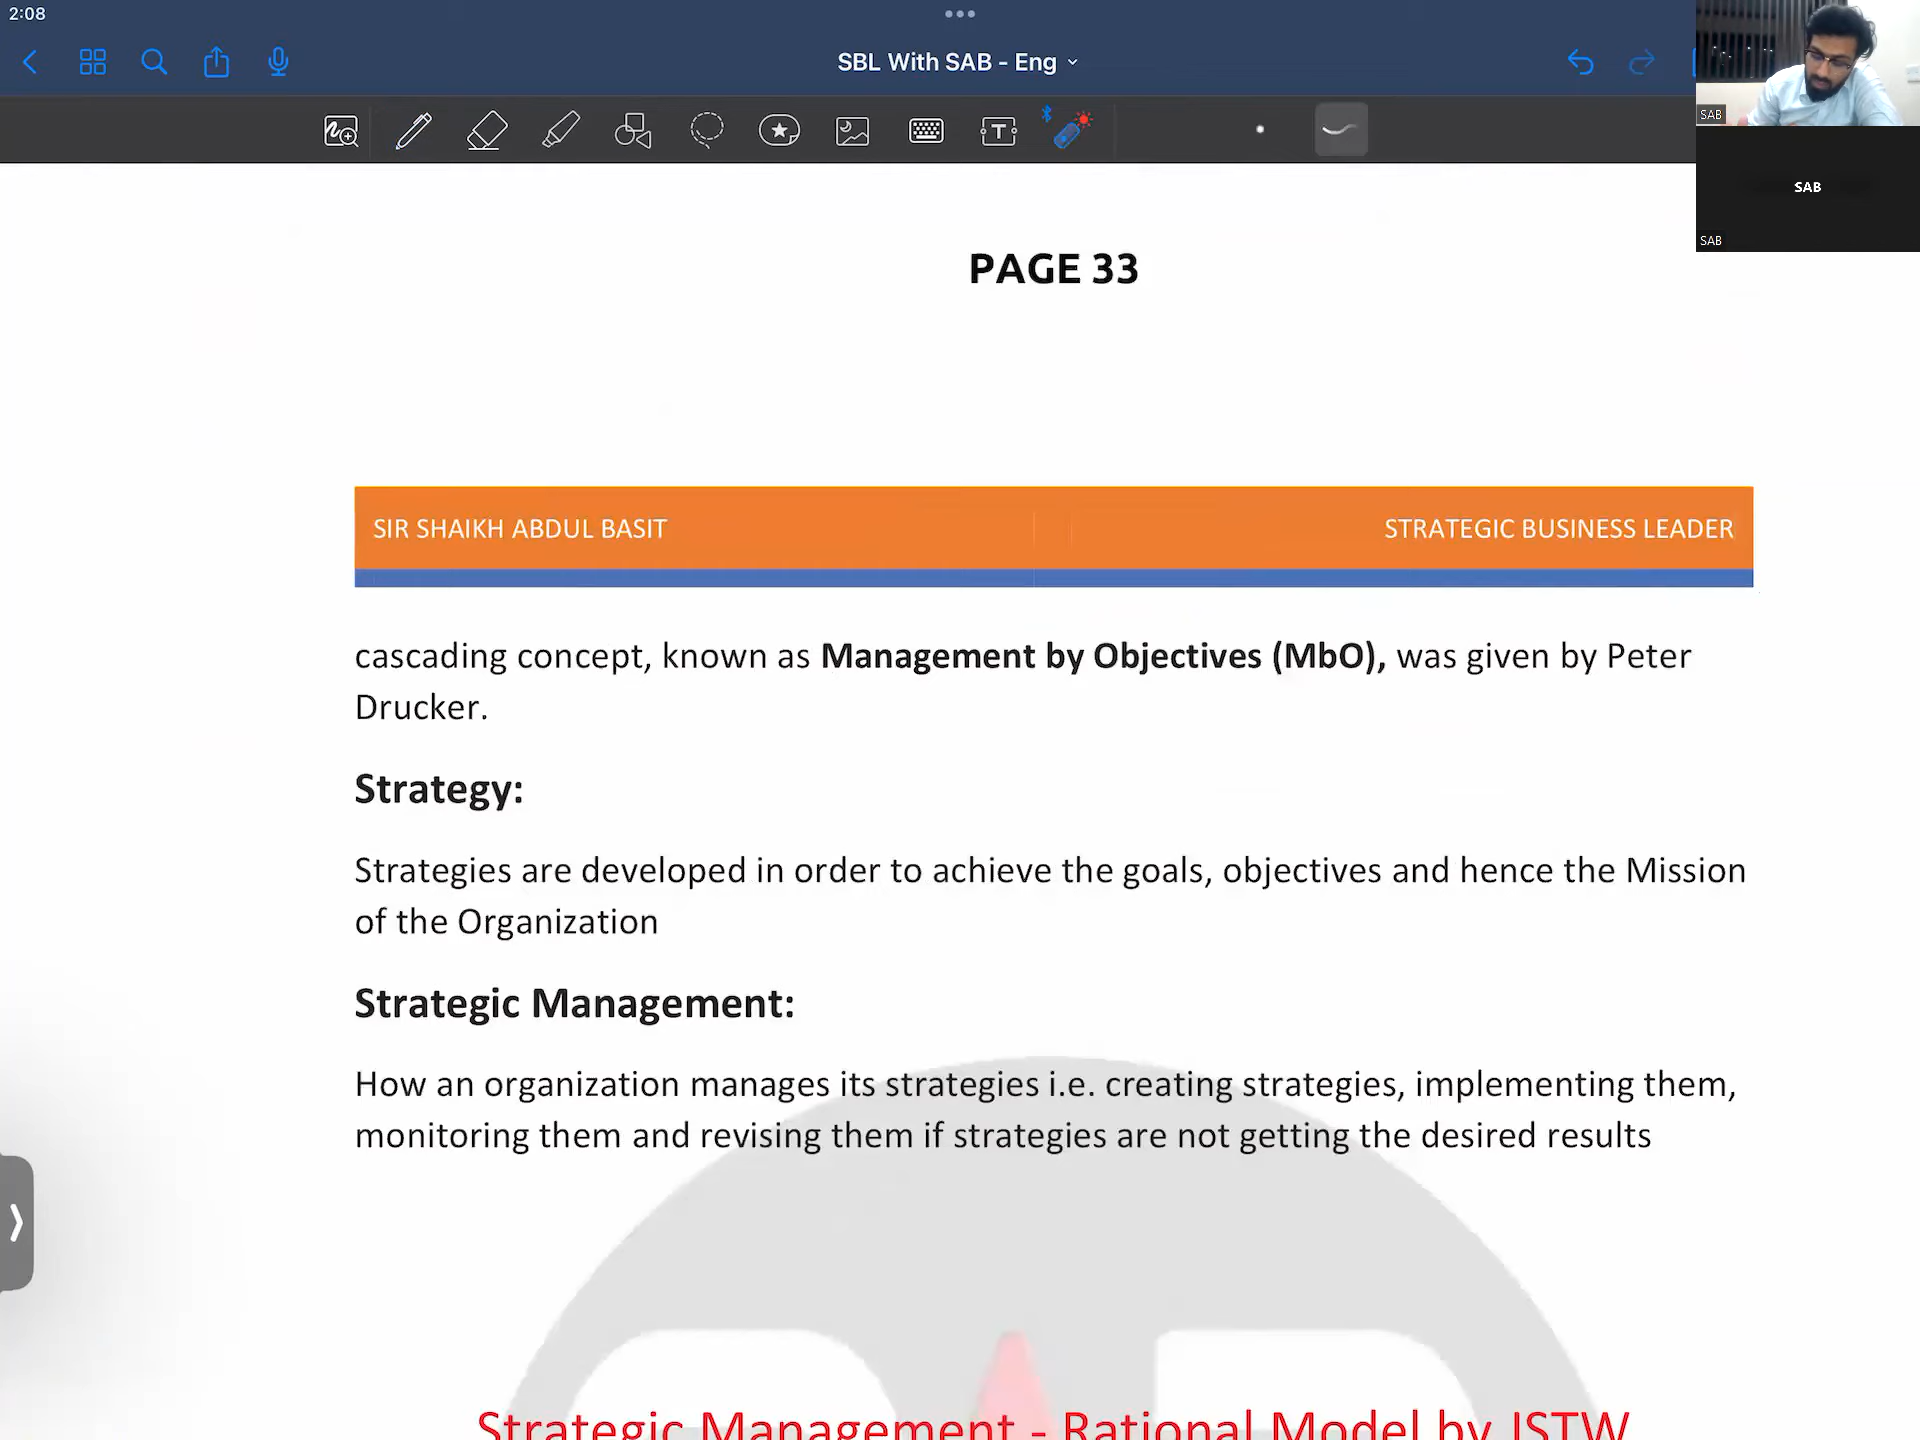 2:08
SBL With SAB - Eng
SAB
SAB
SAB
PAGE 33
SIR SHAIKH ABDUL BASIT
STRATEGIC BUSINESS LEADER
cascading concept, known as Management by Objectives (MbO), was given by Peter
Drucker.
Strategy:
Strategies are developed in order to achieve the goals, objectives and hence the Mission
of the Organization
Strategic Management:
How an organization manages its strategies i.e. creating strategies, implementing them,
monitoring them and revising them if strategies are not getting the desired results
Strategic Management - Rational Model by JSTW